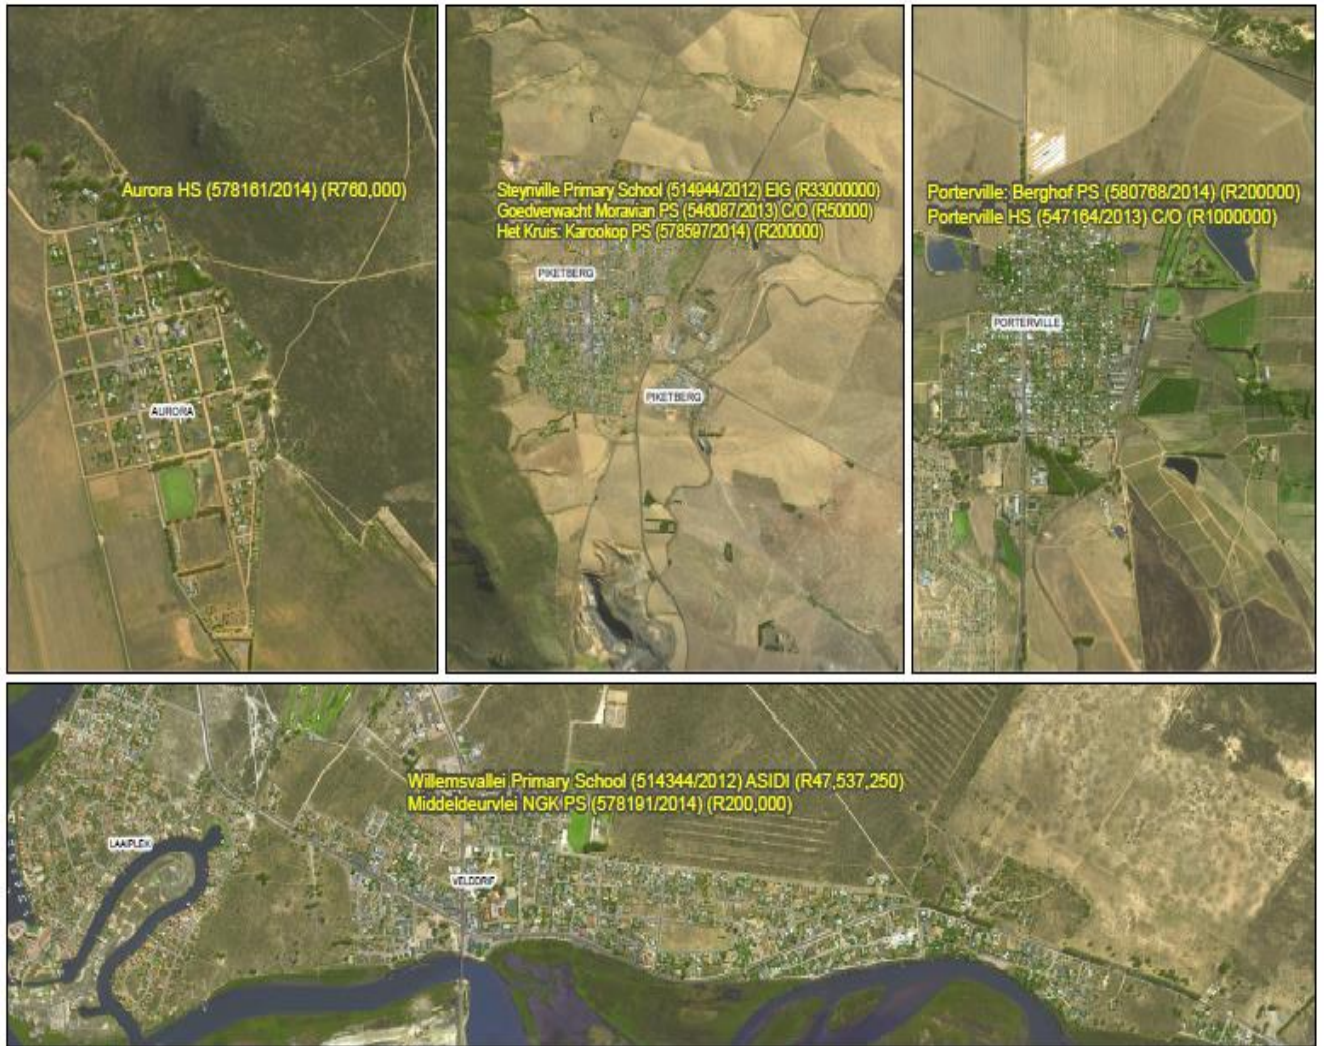 Aurora HS (578161/2014) (R760,000)
AURORA
Steynville Primary School (514944/2012) EIG (R33000000)
Goedverwacht Moravian PS (546087/2013) C/O (R50000)
Het Kruis: Karookop PS (578597/2014) (R200000)
PIKETBERG
PIKETBERG
Porterville: Berghof PS (580768/2014) (R200000)
Porterville HS (547164/2013) C/O (R1000000)
PORTERVILLE
Willemsvallei Primary School (514344/2012) ASIDI (R47,537,250)
Middeldeurvlei NGK PS (578191/2014) (R200,000)
LAAIPLEK
VELDDRIF